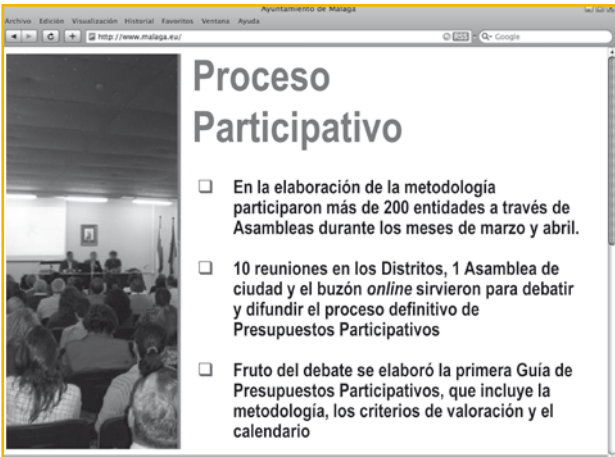 Ayuntamiento de Málaga
Archivo Edición Visualización Historial Favoritos Ventana Ayuda
http://www.malaga.eu/ RSS Google
Proceso
Participativo
En la elaboración de la metodología
participaron más de 200 entidades a través de
Asambleas durante los meses de marzo y abril.
10 reuniones en los Distritos, 1 Asamblea de
ciudad y el buzón online sirvieron para debatir
y difundir el proceso definitivo de
Presupuestos Participativos
Fruto del debate se elaboró la primera Guía de
Presupuestos Participativos, que incluye la
metodología, los criterios de valoración y el
calendario